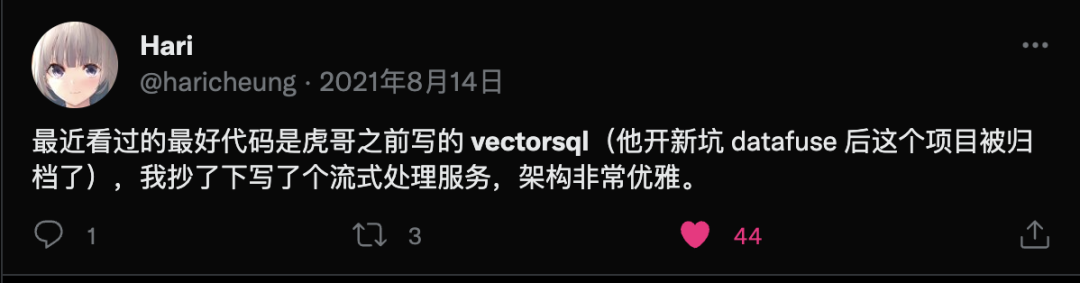 Hari
@haricheung · 2021年8月14日
最近看过的最好代码是虎哥之前写的 vectorsql（他开新坑 datafuse 后这个项目被归
档了），我抄了下写了个流式处理服务，架构非常优雅。
1 3 44